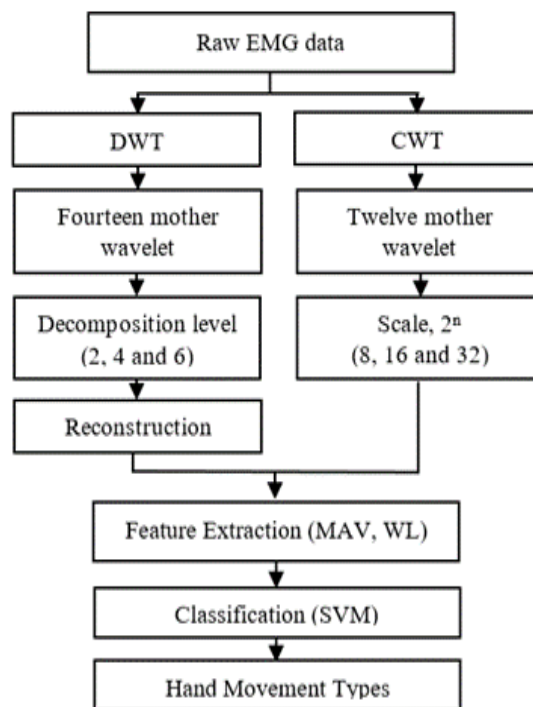 Raw EMG data
DWT
CWT
Fourteen mother
wavelet
Twelve mother
wavelet
Decomposition level
(2, 4 and 6)
Scale, 2ⁿ
(8, 16 and 32)
Reconstruction
Feature Extraction (MAV, WL)
Classification (SVM)
Hand Movement Types